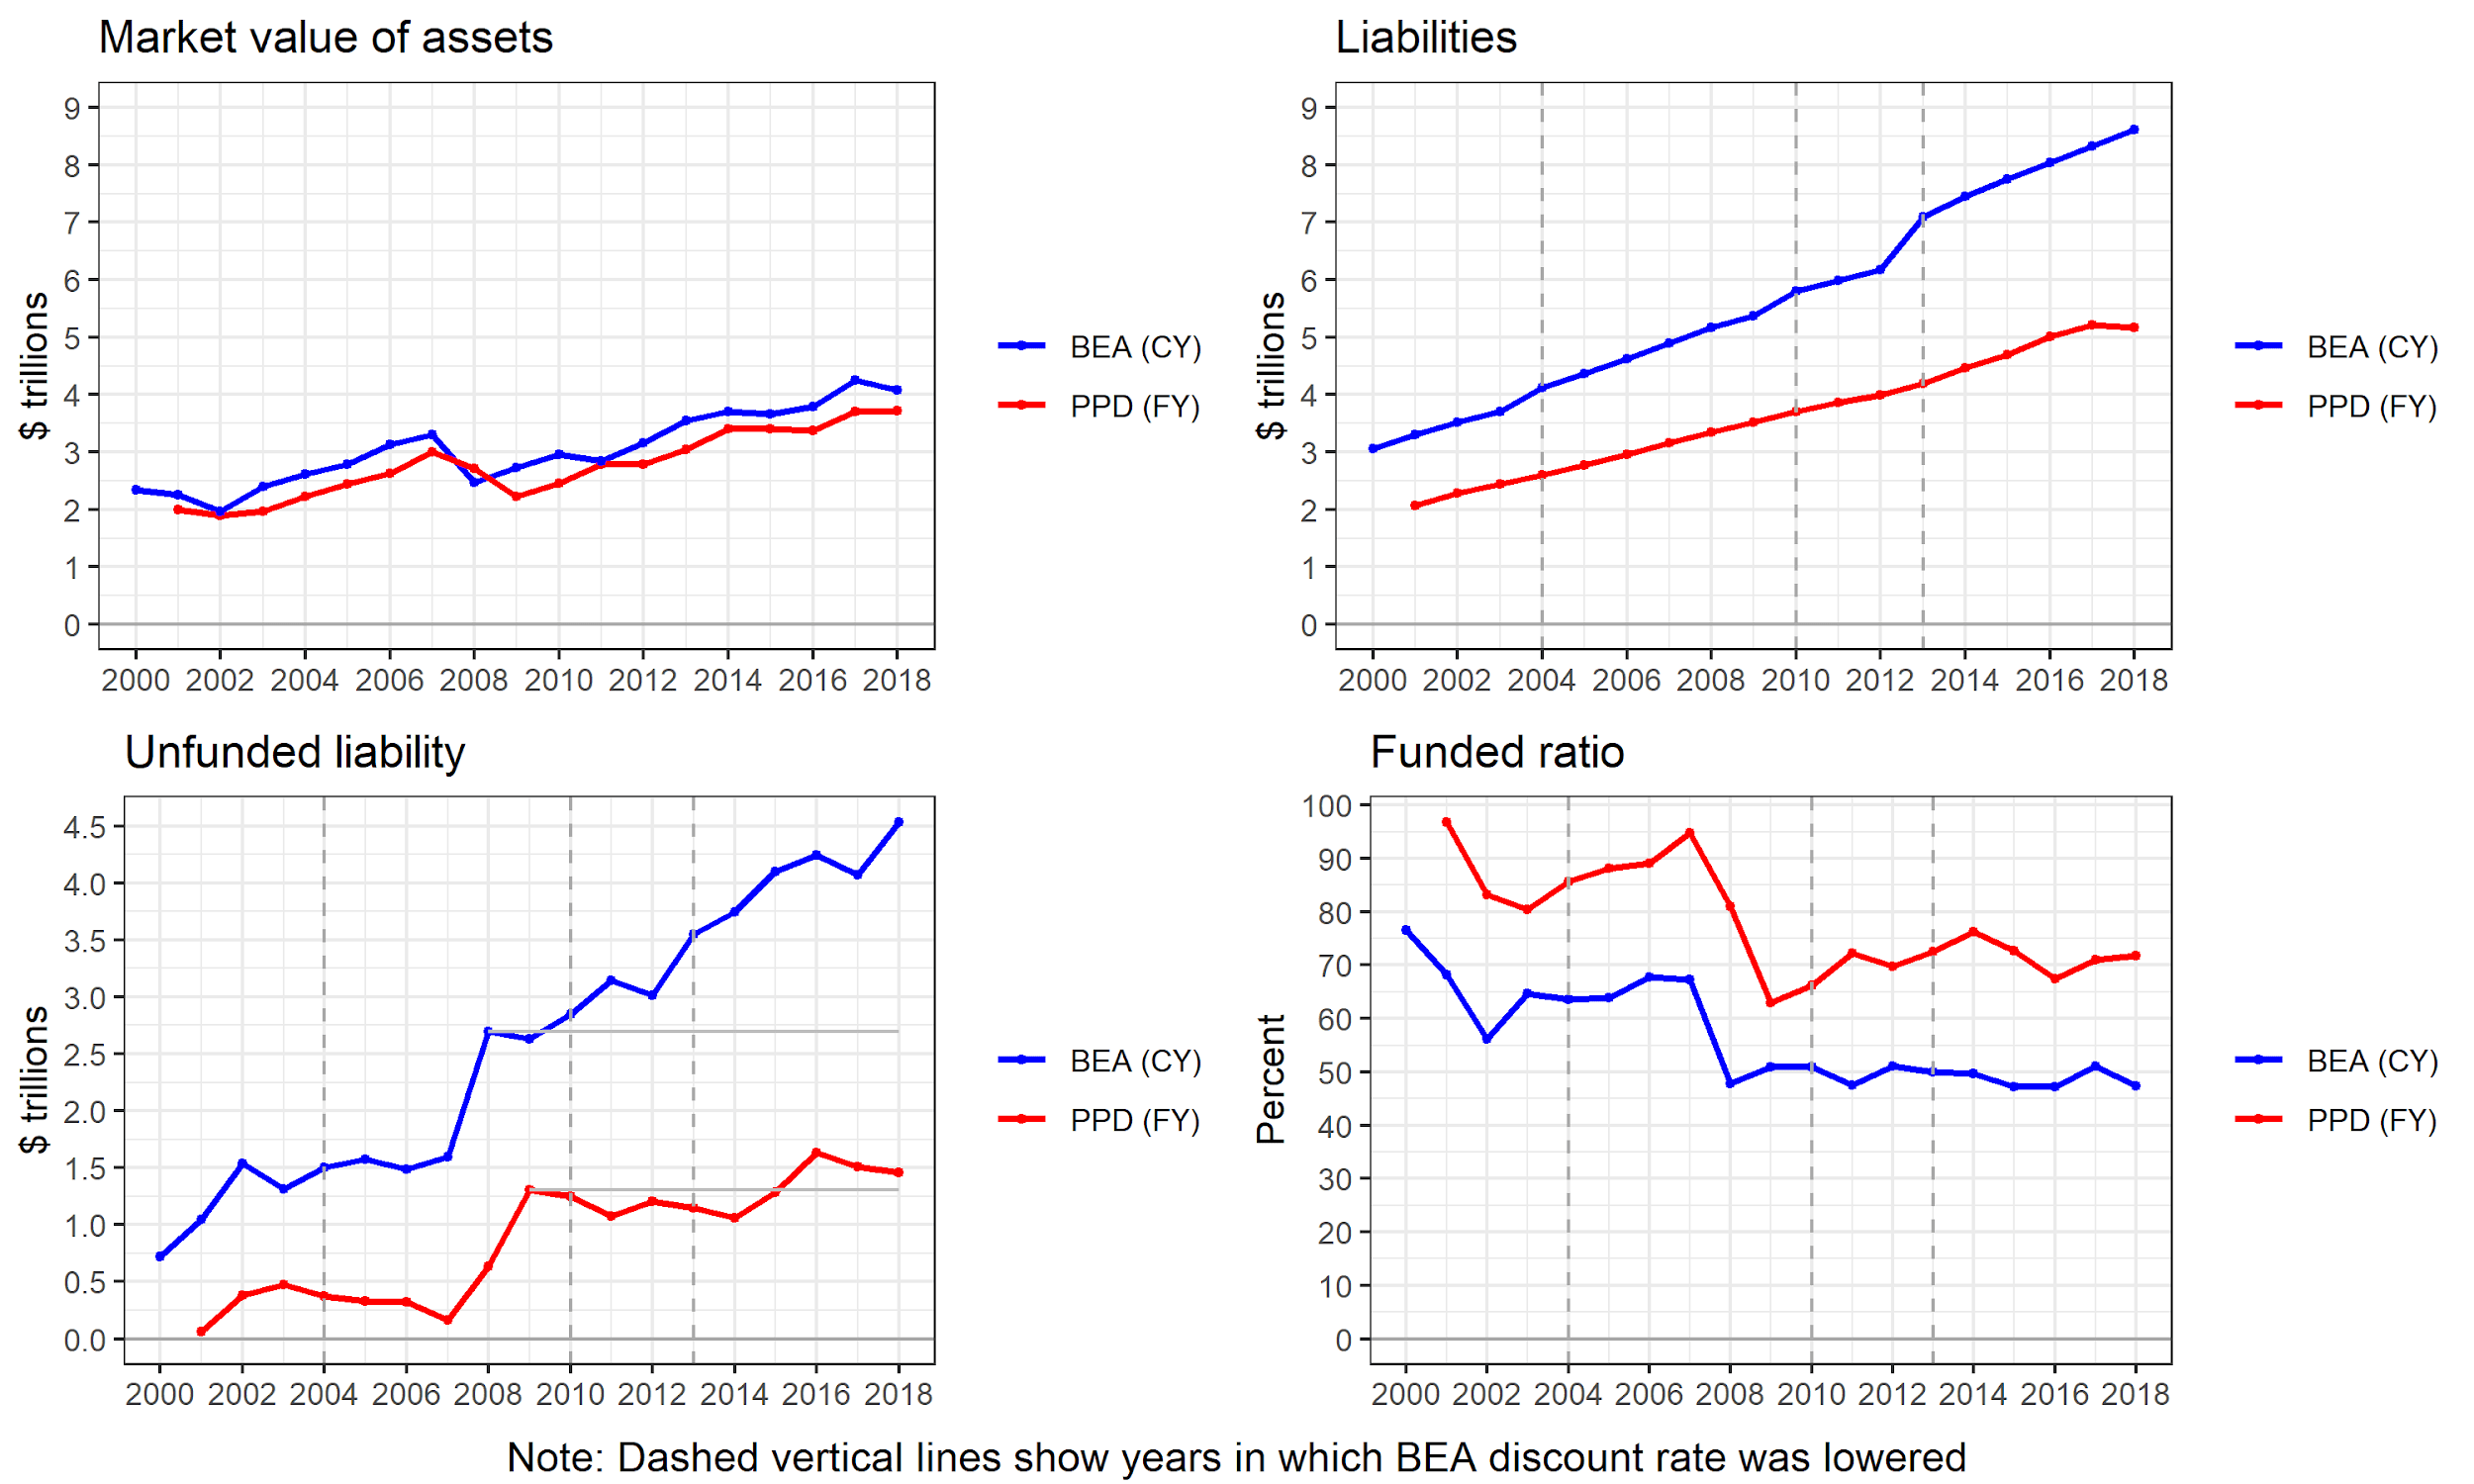 Market value of assets
$ trillions
9
8
7
6
5
4
3
2
1
0
2000 2002 2004 2006 2008 2010 2012 2014 2016 2018
BEA (CY)
PPD (FY)
Liabilities
$ trillions
9
8
7
6
5
4
3
2
1
0
2000 2002 2004 2006 2008 2010 2012 2014 2016 2018
BEA (CY)
PPD (FY)
Unfunded liability
$ trillions
4.5
4.0
3.5
3.0
2.5
2.0
1.5
1.0
0.5
0.0
2000 2002 2004 2006 2008 2010 2012 2014 2016 2018
BEA (CY)
PPD (FY)
Funded ratio
Percent
100
90
80
70
60
50
40
30
20
10
0
2000 2002 2004 2006 2008 2010 2012 2014 2016 2018
BEA (CY)
PPD (FY)
Note: Dashed vertical lines show years in which BEA discount rate was lowered